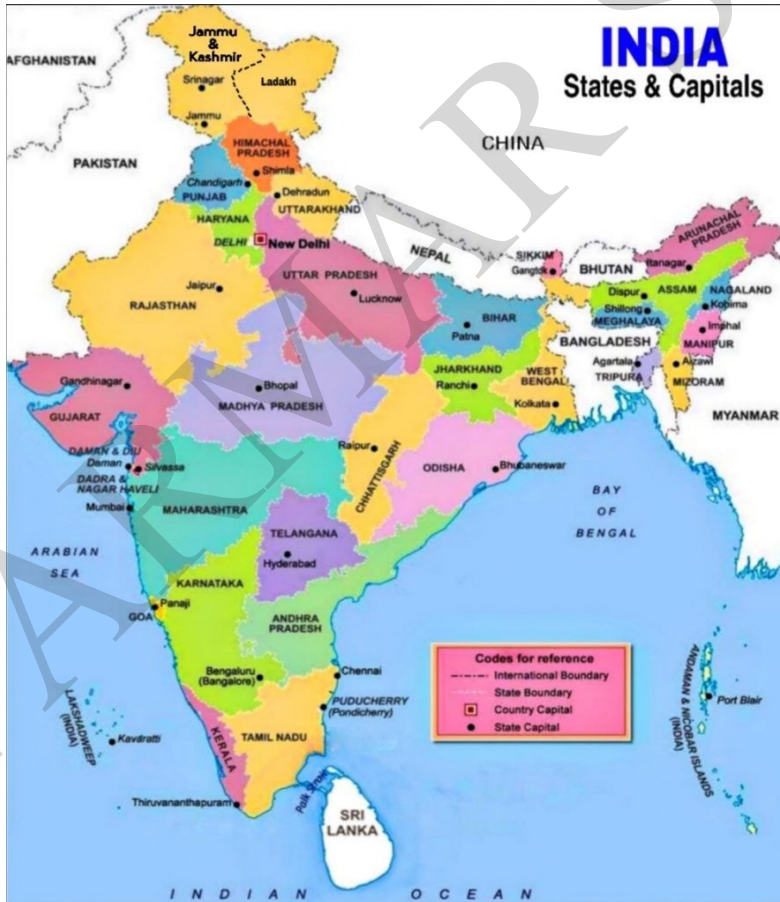 INDIA
States & Capitals
AFGHANISTAN
Jammu
&
Kashmir
Ladakh
Srinagar
Jammu
CHINA
PAKISTAN
HIMACHAL
PRADESH
Shimla
Chandigarh
PUNJAB
Dehradun
UTTARAKHAND
HARYANA
DELHI
New Delhi
NEPAL
SIKKIM
Gangtok
BHUTAN
ARUNACHAL
PRADESH
Itanagar
UTTAR PRADESH
Lucknow
Jaipur
RAJASTHAN
Dispur
ASSAM
NAGALAND
Kohima
Shillong
MEGHALAYA
BIHAR
Patna
Imphal
MANIPUR
BANGLADESH
Agartala
TRIPURA
Aizawl
MIZORAM
MYANMAR
JHARKHAND
Ranchi
WEST
BENGAL
Kolkata
Gandhinagar
GUJARAT
Bhopal
MADHYA PRADESH
Raipur
CHHATTISGARH
ODISHA
Bhubaneswar
DAMAN & DIU
Daman
Silvassa
DADRA &
NAGAR HAVELI
Mumbai
MAHARASHTRA
BAY
OF
BENGAL
ARABIAN
SEA
TELANGANA
Hyderabad
KARNATAKA
Panaji
GOA
ANDHRA
PRADESH
Bengaluru
(Bangalore)
Chennai
PUDUCHERRY
(Pondicherry)
LAKSHADWEEP
(INDIA)
Kavdratti
KERALA
TAMIL NADU
Thiruvananthapuram
Palk Strait
SRI
LANKA
Codes for reference
International Boundary
State Boundary
Country Capital
State Capital
ANDAMAN & NICOBAR ISLANDS
(INDIA)
Port Blair
INDIAN OCEAN